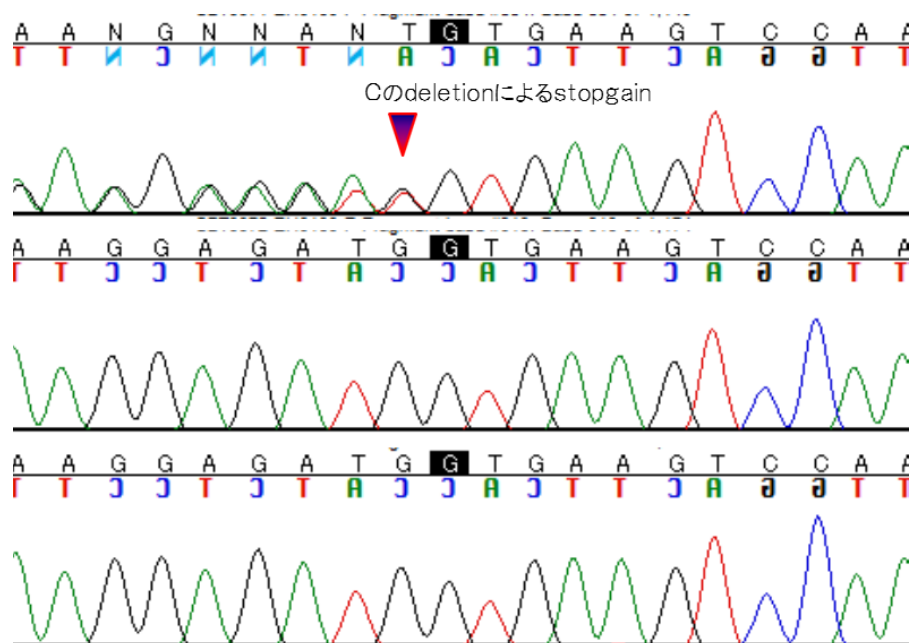 A A N G N N A N T G T G A A G T C C A A
T T N C N N T N A C A C T T C A G G T T
Cのdeletionによるstopgain
A A G G A G A T G G T G A A G T C C A A
T T C C T C T A C C A C T T C A G G T T
A A G G A G A T G G T G A A G T C C A A
T T C C T C T A C C A C T T C A G G T T